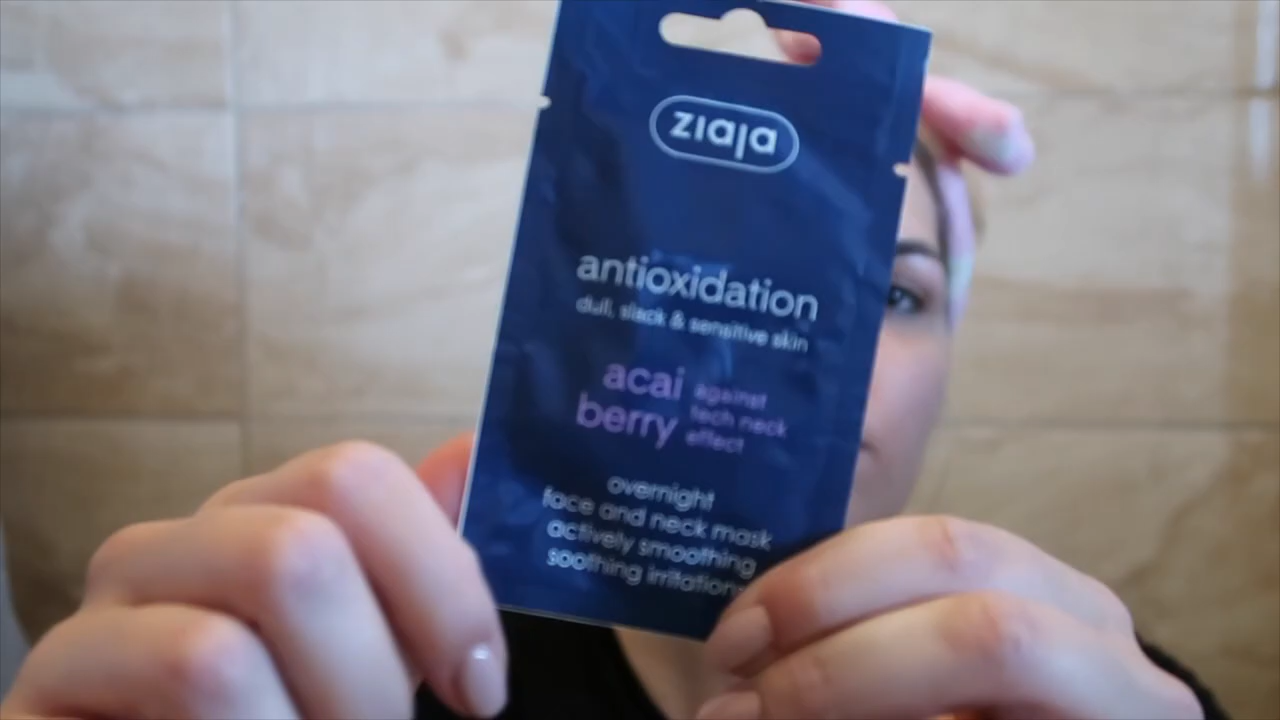 ziaja
antioxidation
dull, slack & sensitive skin
acai
berry
against
tech neck
effect
overnight
face and neck mask
actively smoothing
soothing irritations